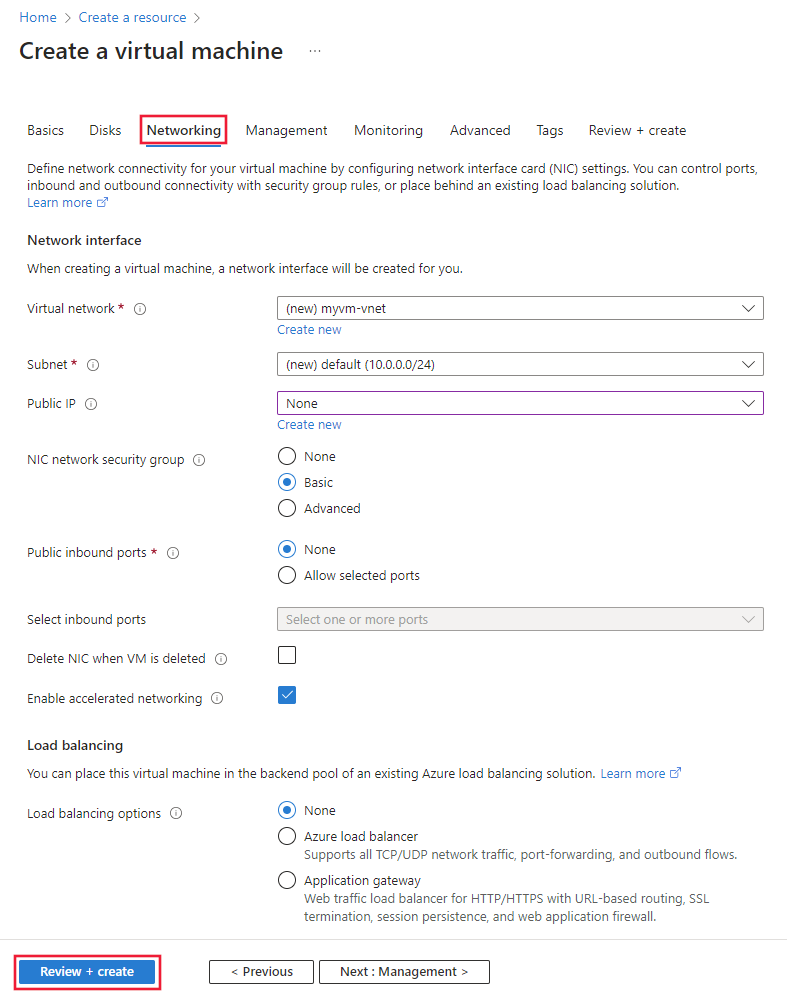 Home > Create a resource >
Create a virtual machine ...
Basics Disks Networking Management Monitoring Advanced Tags Review + create
Define network connectivity for your virtual machine by configuring network interface card (NIC) settings. You can control ports,
inbound and outbound connectivity with security group rules, or place behind an existing load balancing solution.
Learn more
Network interface
When creating a virtual machine, a network interface will be created for you.
Virtual network * (new) myvm-vnet
Create new
Subnet * (new) default (10.0.0.0/24)
Public IP None
Create new
NIC network security group None
Basic
Advanced
Public inbound ports * None
Allow selected ports
Select inbound ports Select one or more ports
Delete NIC when VM is deleted
Enable accelerated networking
Load balancing
You can place this virtual machine in the backend pool of an existing Azure load balancing solution. Learn more
Load balancing options None
Azure load balancer
Supports all TCP/UDP network traffic, port-forwarding, and outbound flows.
Application gateway
Web traffic load balancer for HTTP/HTTPS with URL-based routing, SSL
termination, session persistence, and web application firewall.
Review + create < Previous Next : Management >